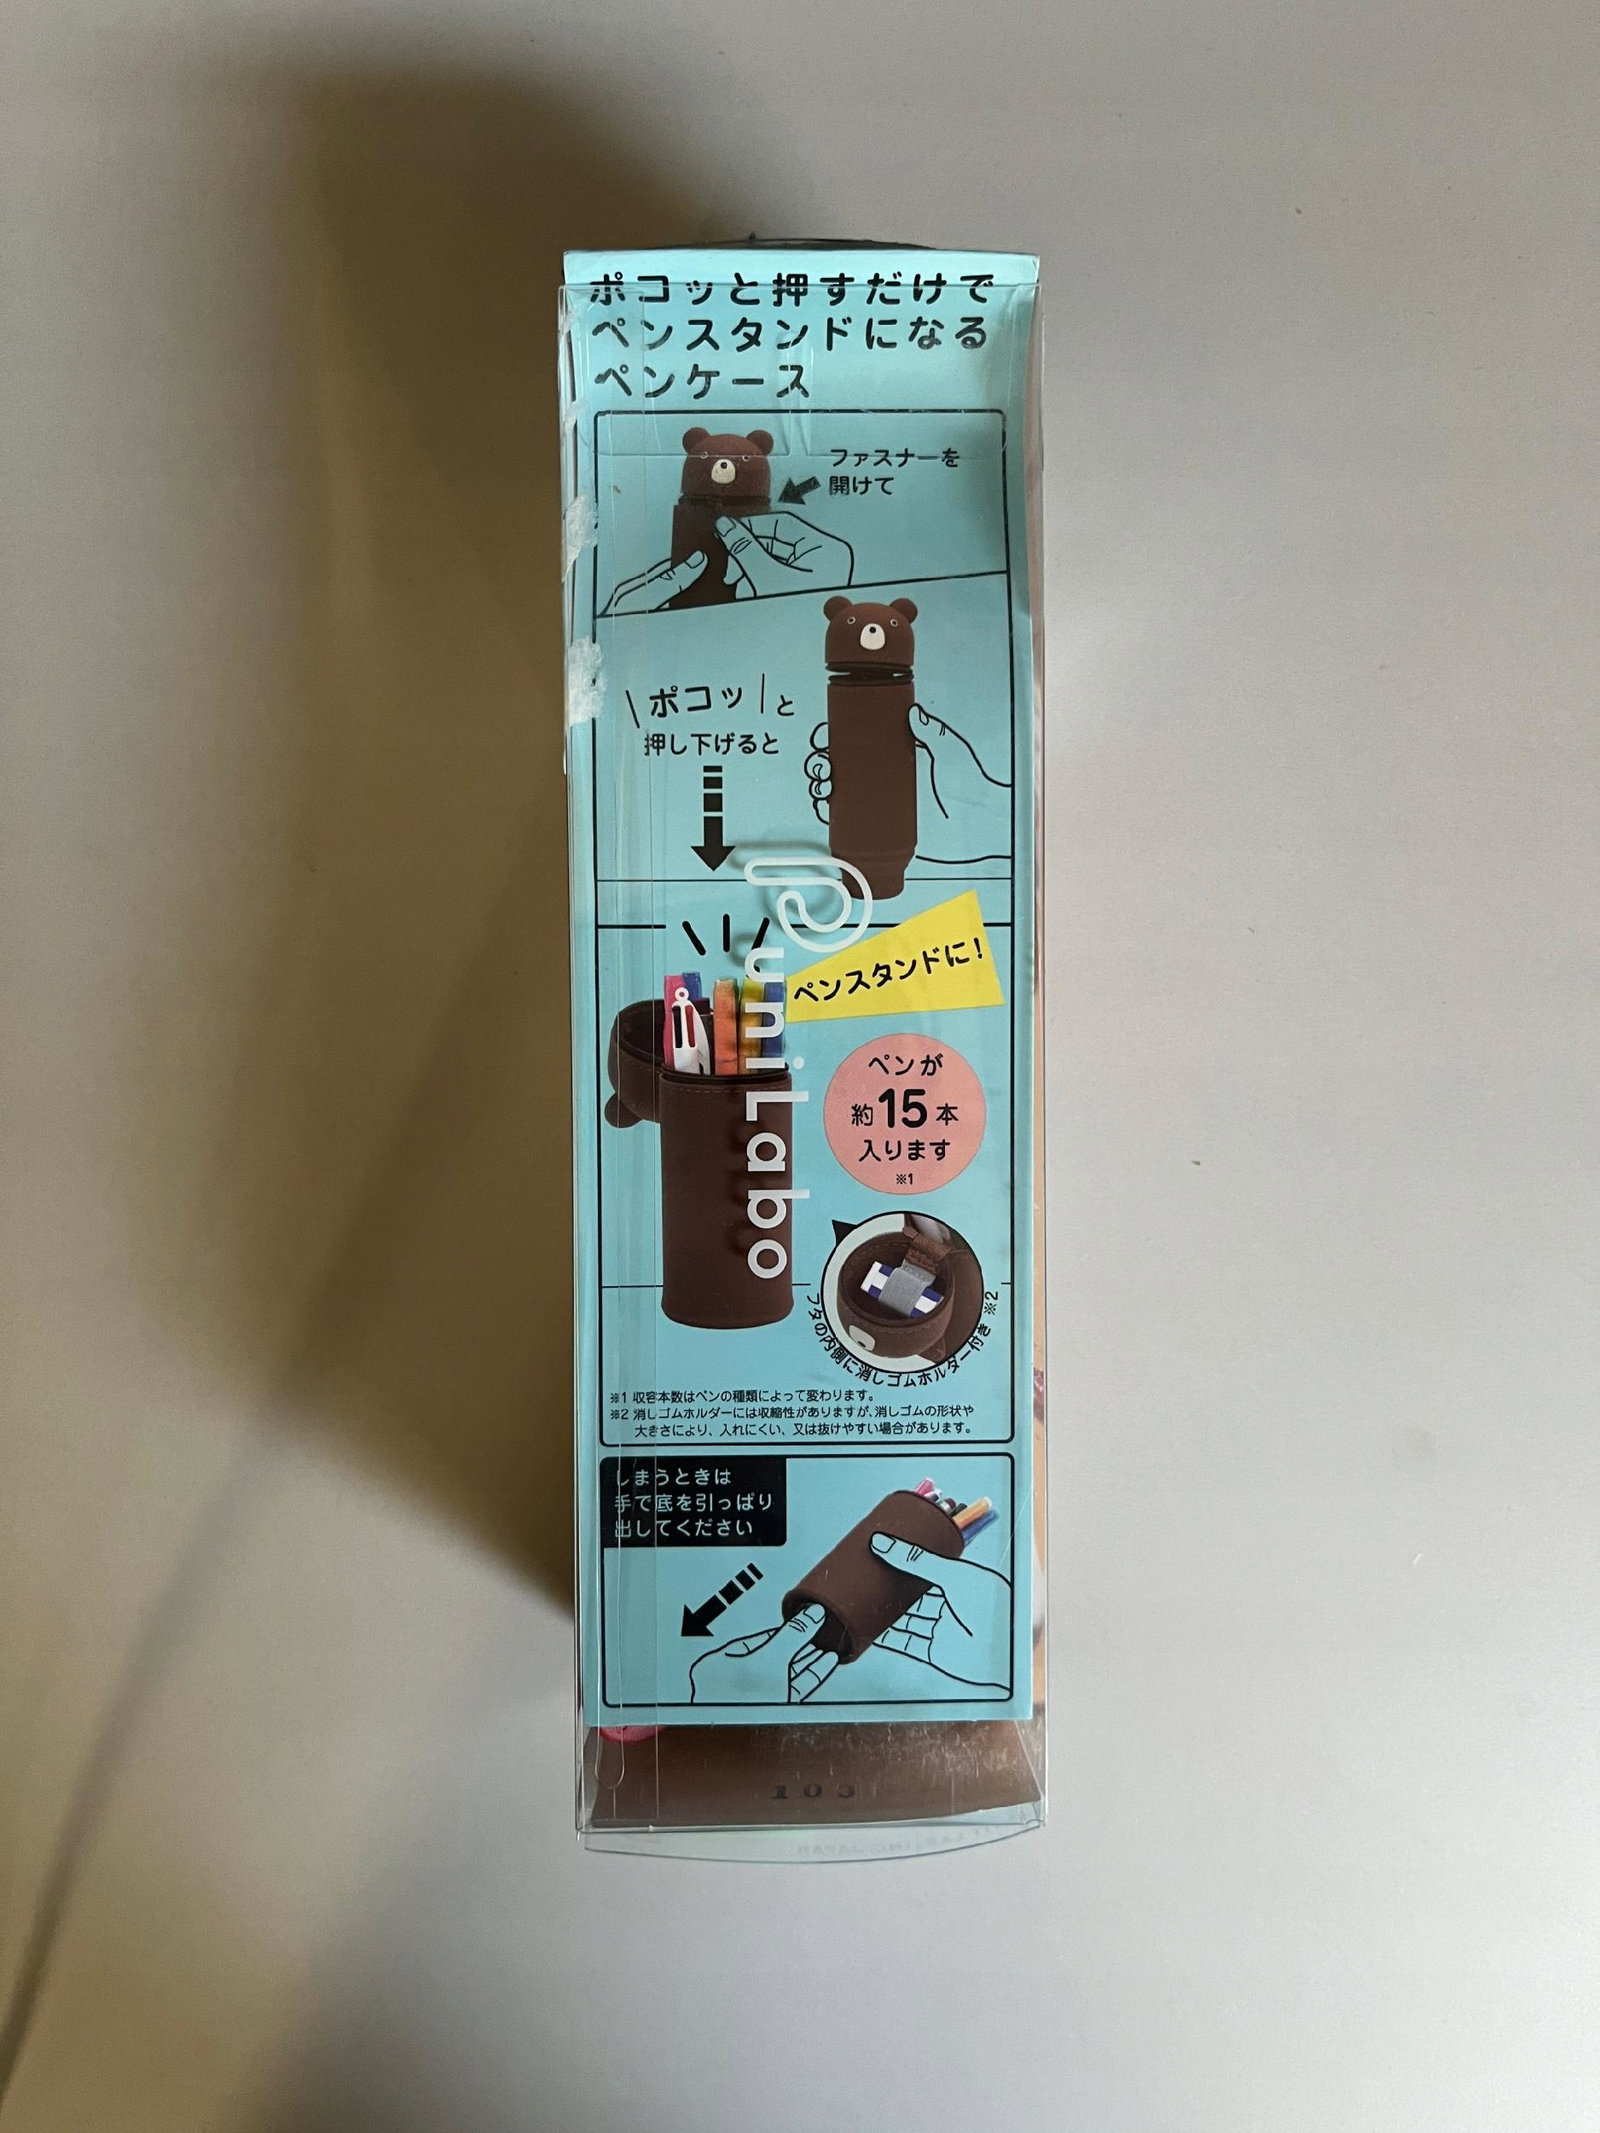 ポコッと押すだけで
ペンスタンドになる
ペンケース
ファスナーを
開けて
ポコッと
押し下げると
ペンスタンドに!
PuniLabo
ペンが
約15本
入ります
※1
フタの内側に消しゴムホルダー付き ※2
※1 収容本数はペンの種類によって変わります。
※2 消しゴムホルダーには収縮性がありますが、消しゴムの形状や
大きさにより、入れにくい、又は抜けやすい場合があります。
しまうときは
手で底を引っぱり
出してください
103